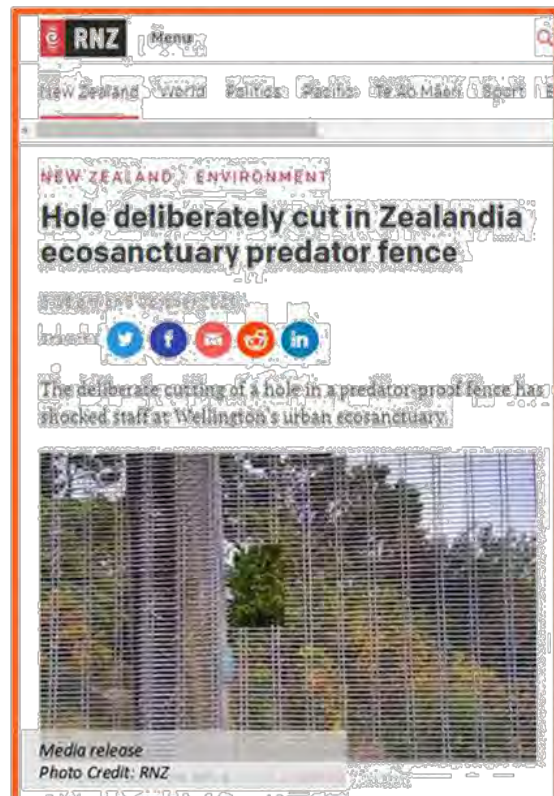 RNZ Menu
New Zealand World Politics Pacific Te Ao Māori Sport
NEW ZEALAND / ENVIRONMENT
Hole deliberately cut in Zealandia
ecosanctuary predator fence
The deliberate cutting of a hole in a predator-proof fence has
shocked staff at Wellington's urban ecosanctuary.
Media release
Photo Credit: RNZ